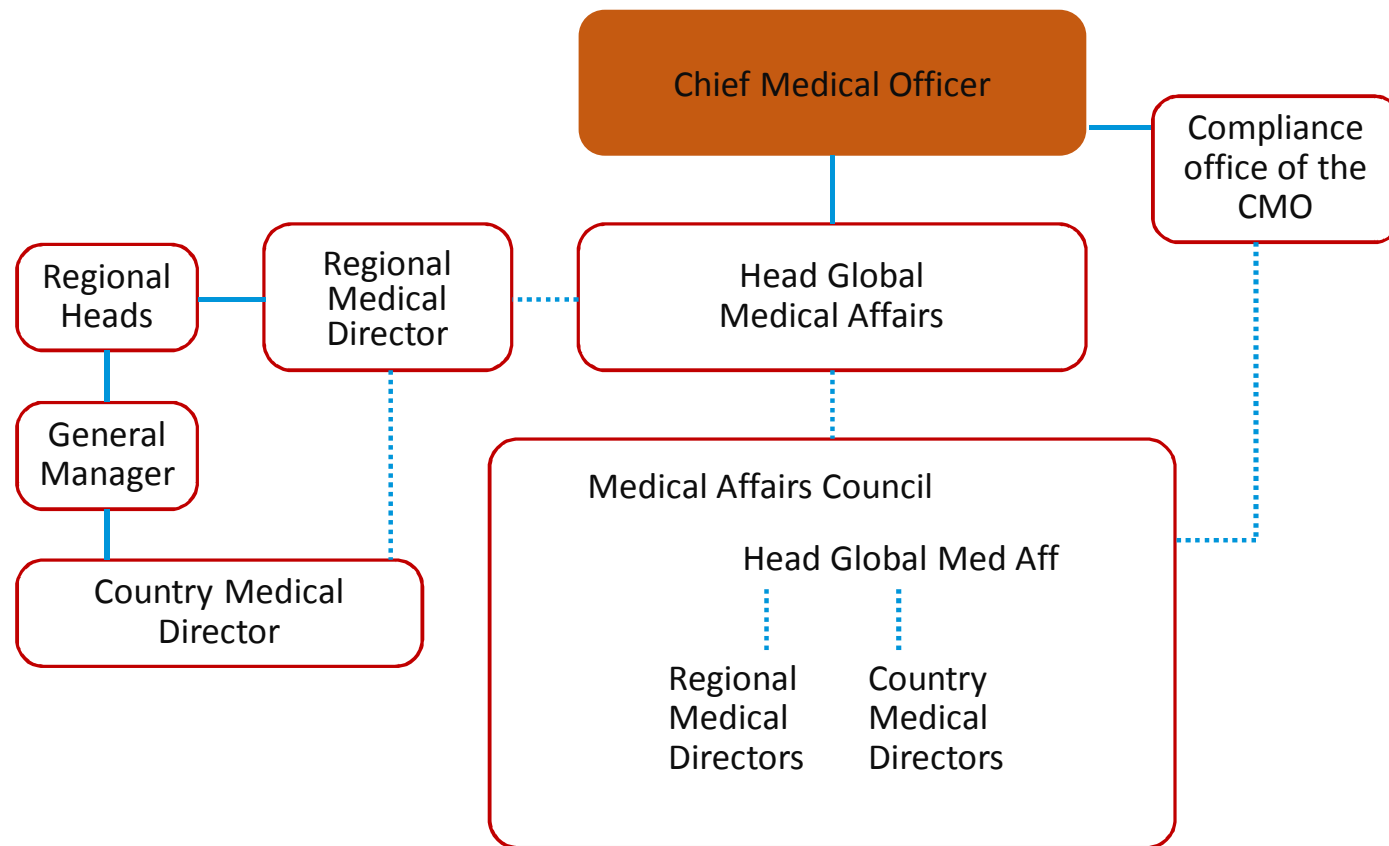 Chief Medical Officer
Compliance
office of the
CMO
Regional
Heads
Regional
Medical
Director
Head Global
Medical Affairs
General
Manager
Country Medical
Director
Medical Affairs Council
Head Global Med Aff
Regional
Medical
Directors
Country
Medical
Directors